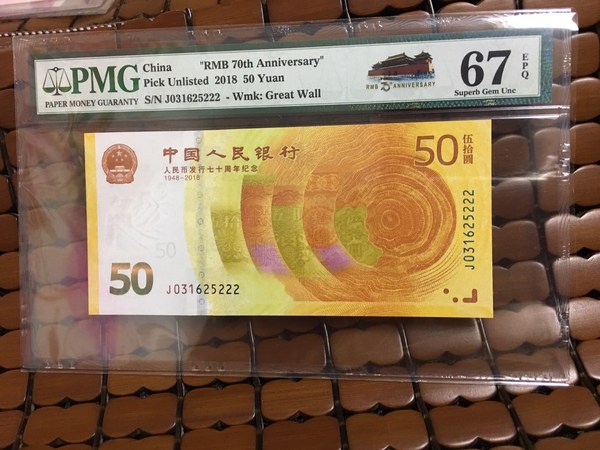 PMG
PAPER MONEY GUARANTY
China "RMB 70th Anniversary"
Pick Unlisted 2018 50 Yuan
S/N J031625222 - Wmk: Great Wall
RMB 70th ANNIVERSARY
67 EPQ
Superb Gem Unc
中国人民银行
人民币发行七十周年纪念
1948-2018
50 伍拾圆
50
50 J031625222
J031625222